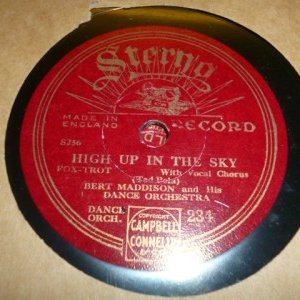 Sterno
MADE IN ENGLAND RECORD
S256
HIGH UP IN THE SKY
FOX-TROT With Vocal Chorus
BERT MADDISON and His
DANCE ORCHESTRA
DANCE ORCH. 234
COPYRIGHT
CAMPBELL
CONNELLY